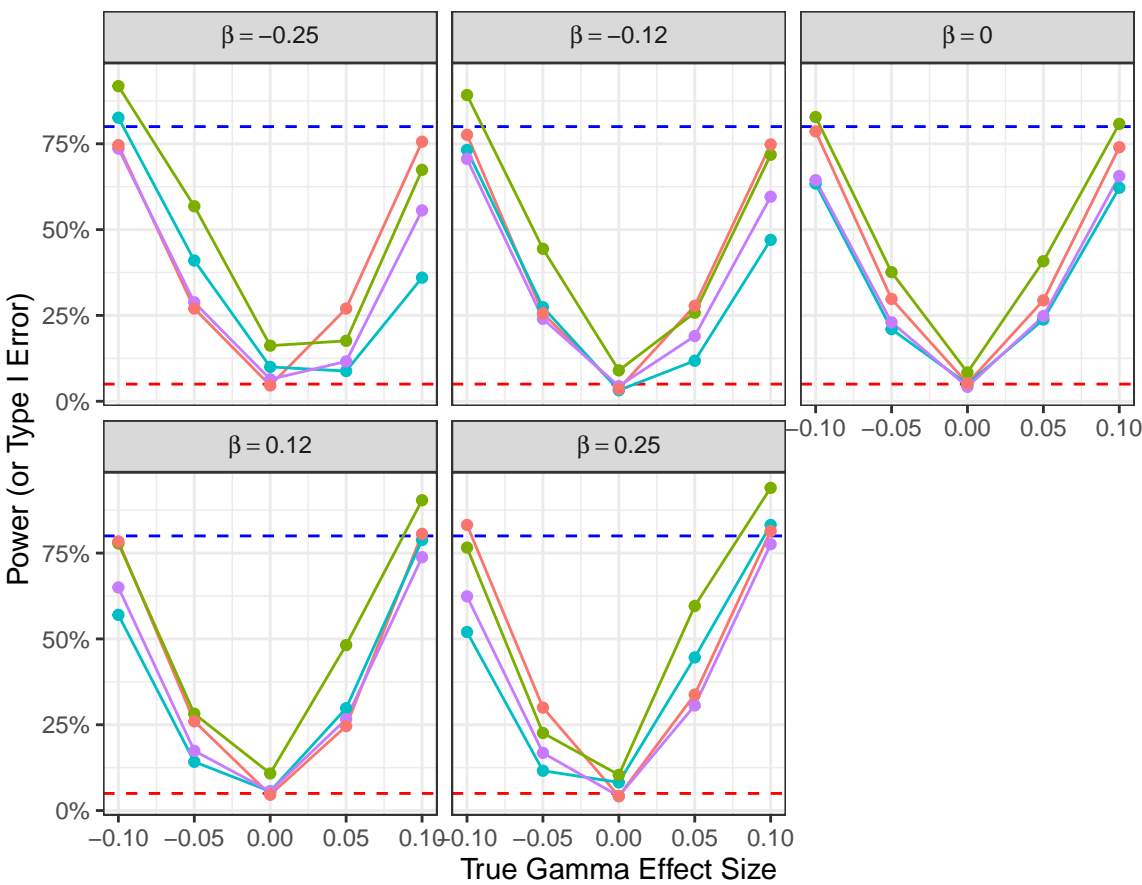 β = −0.25
β = −0.12
β = 0
75%
50%
25%
0%
−0.10 −0.05 0.00 0.05 0.10
β = 0.12
β = 0.25
75%
50%
25%
0%
−0.10 −0.05 0.00 0.05 0.10
−0.10 −0.05 0.00 0.05 0.10
True Gamma Effect Size
Power (or Type I Error)